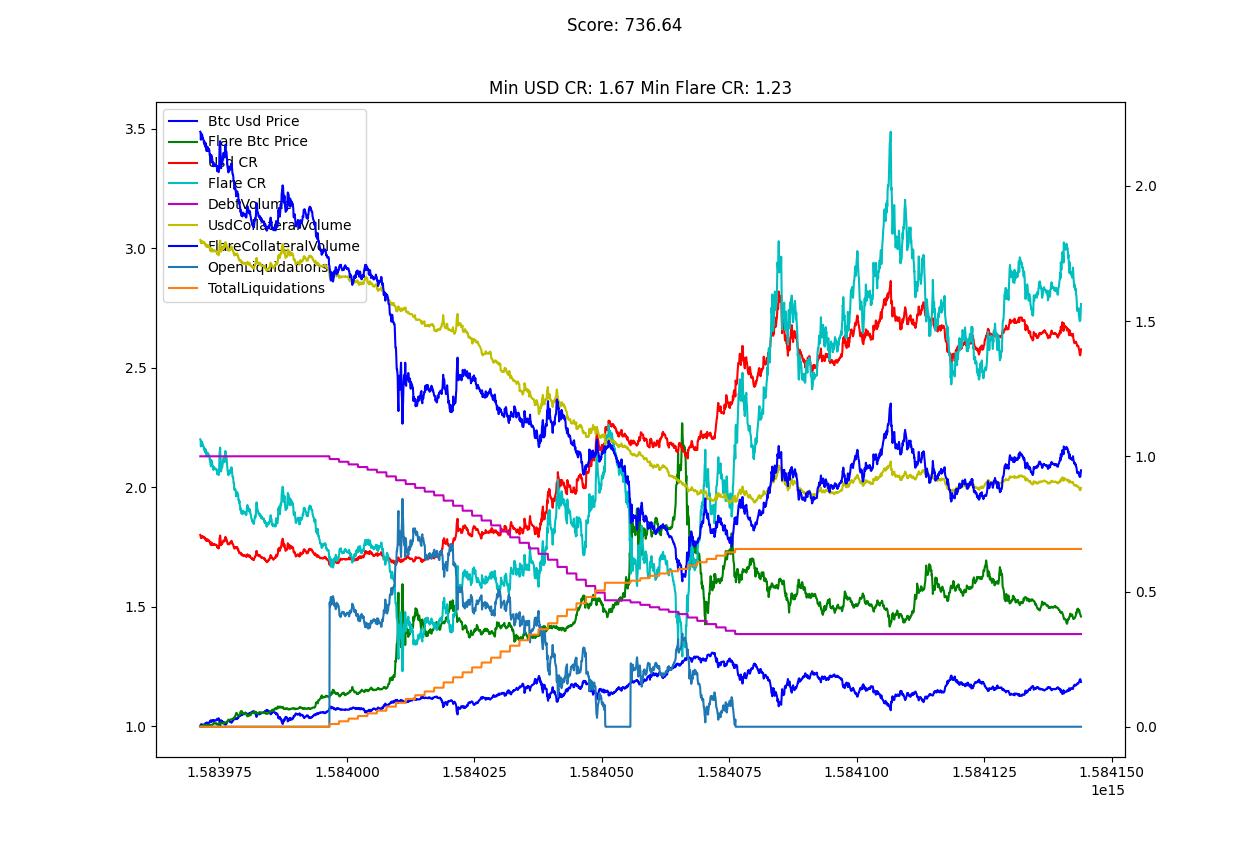 Score: 736.64
Min USD CR: 1.67 Min Flare CR: 1.23
Btc Usd Price
Flare Btc Price
Usd CR
Flare CR
DebtVolume
UsdCollateralVolume
FlareCollateralVolume
OpenLiquidations
TotalLiquidations
3.5
3.0
2.5
2.0
1.5
1.0
2.0
1.5
1.0
0.5
0.0
1.583975 1.584000 1.584025 1.584050 1.584075 1.584100 1.584125 1.584150
1e15